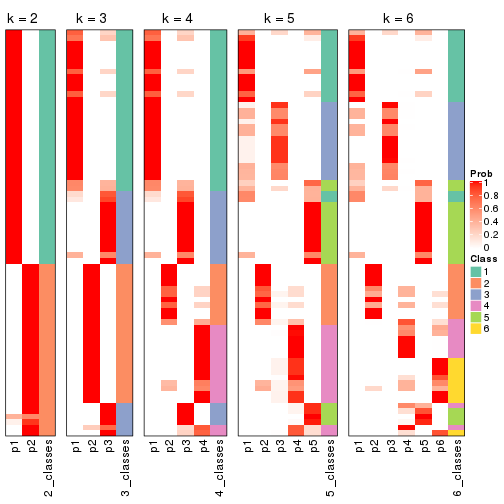 k = 2
k = 3
k = 4
k = 5
k = 6
p1
p2
2_classes
p1
p2
p3
3_classes
p1
p2
p3
p4
4_classes
p1
p2
p3
p4
p5
5_classes
p1
p2
p3
p4
p5
p6
6_classes
Prob
1
0.8
0.6
0.4
0.2
0
Class
1
2
3
4
5
6